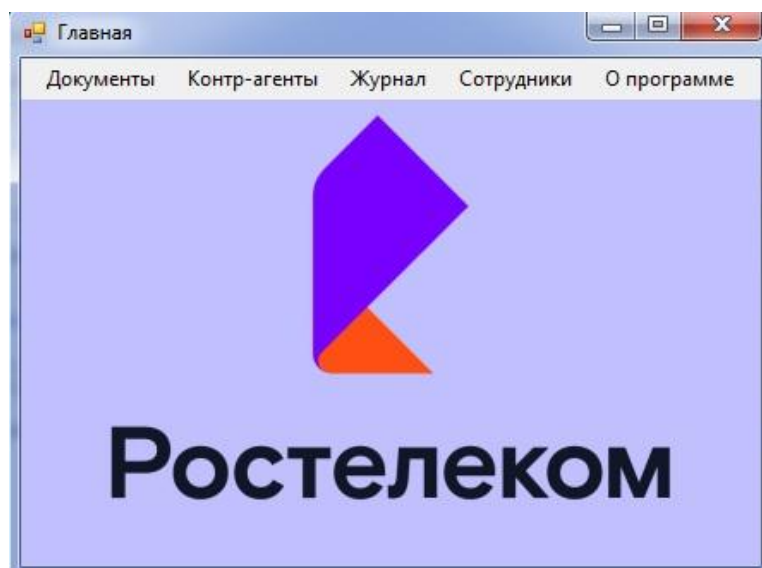 Главная
Документы Контр-агенты Журнал Сотрудники О программе
Ростелеком